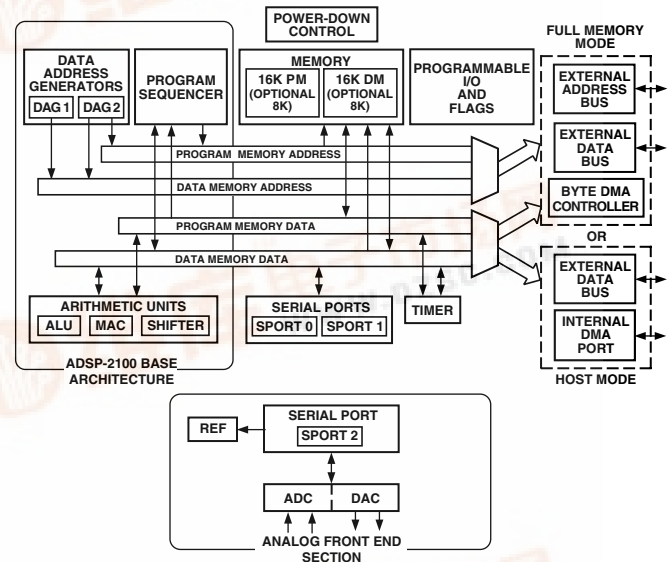 POWER-DOWN
CONTROL
FULL MEMORY
MODE
DATA
ADDRESS
GENERATORS
DAG 1
DAG 2
PROGRAM
SEQUENCER
MEMORY
16K PM
(OPTIONAL
8K)
16K DM
(OPTIONAL
8K)
PROGRAMMABLE
I/O
AND
FLAGS
EXTERNAL
ADDRESS
BUS
EXTERNAL
DATA
BUS
BYTE DMA
CONTROLLER
OR
PROGRAM MEMORY ADDRESS
DATA MEMORY ADDRESS
PROGRAM MEMORY DATA
DATA MEMORY DATA
EXTERNAL
DATA
BUS
INTERNAL
DMA
PORT
HOST MODE
ARITHMETIC UNITS
ALU
MAC
SHIFTER
SERIAL PORTS
SPORT 0
SPORT 1
TIMER
ADSP-2100 BASE
ARCHITECTURE
REF
SERIAL PORT
SPORT 2
ADC
DAC
ANALOG FRONT END
SECTION